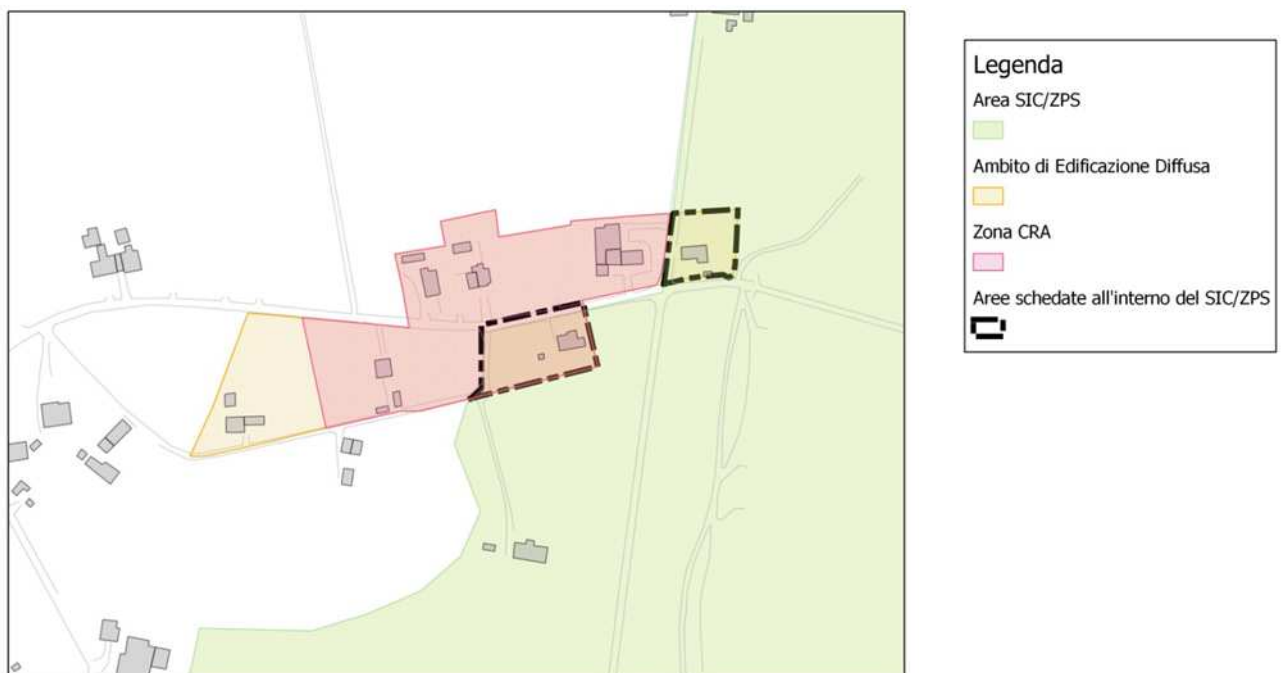 Legenda
Area SIC/ZPS
Ambito di Edificazione Diffusa
Zona CRA
Aree schedate all'interno del SIC/ZPS